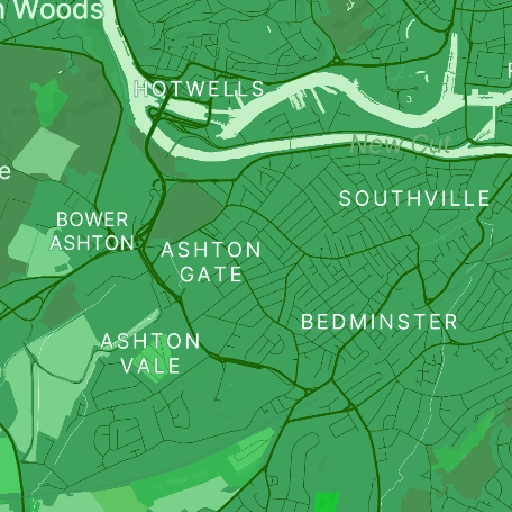 Woods
HOTWELLS
New Cut
SOUTHVILLE
BOWER
ASHTON
ASHTON
GATE
BEDMINSTER
ASHTON
VALE